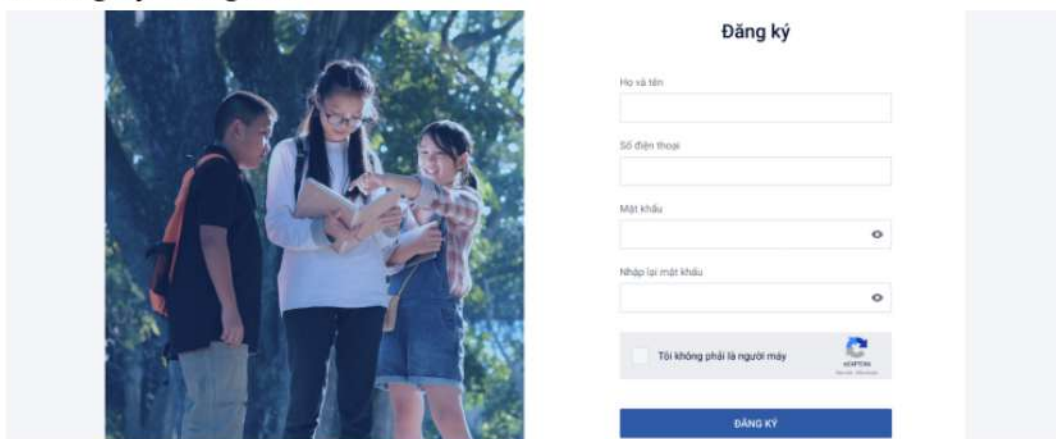 Đăng ký
Họ và tên
Số điện thoại
Mật khẩu
Nhập lại mật khẩu
Tôi không phải là người máy
reCAPTCHA
ĐĂNG KÝ